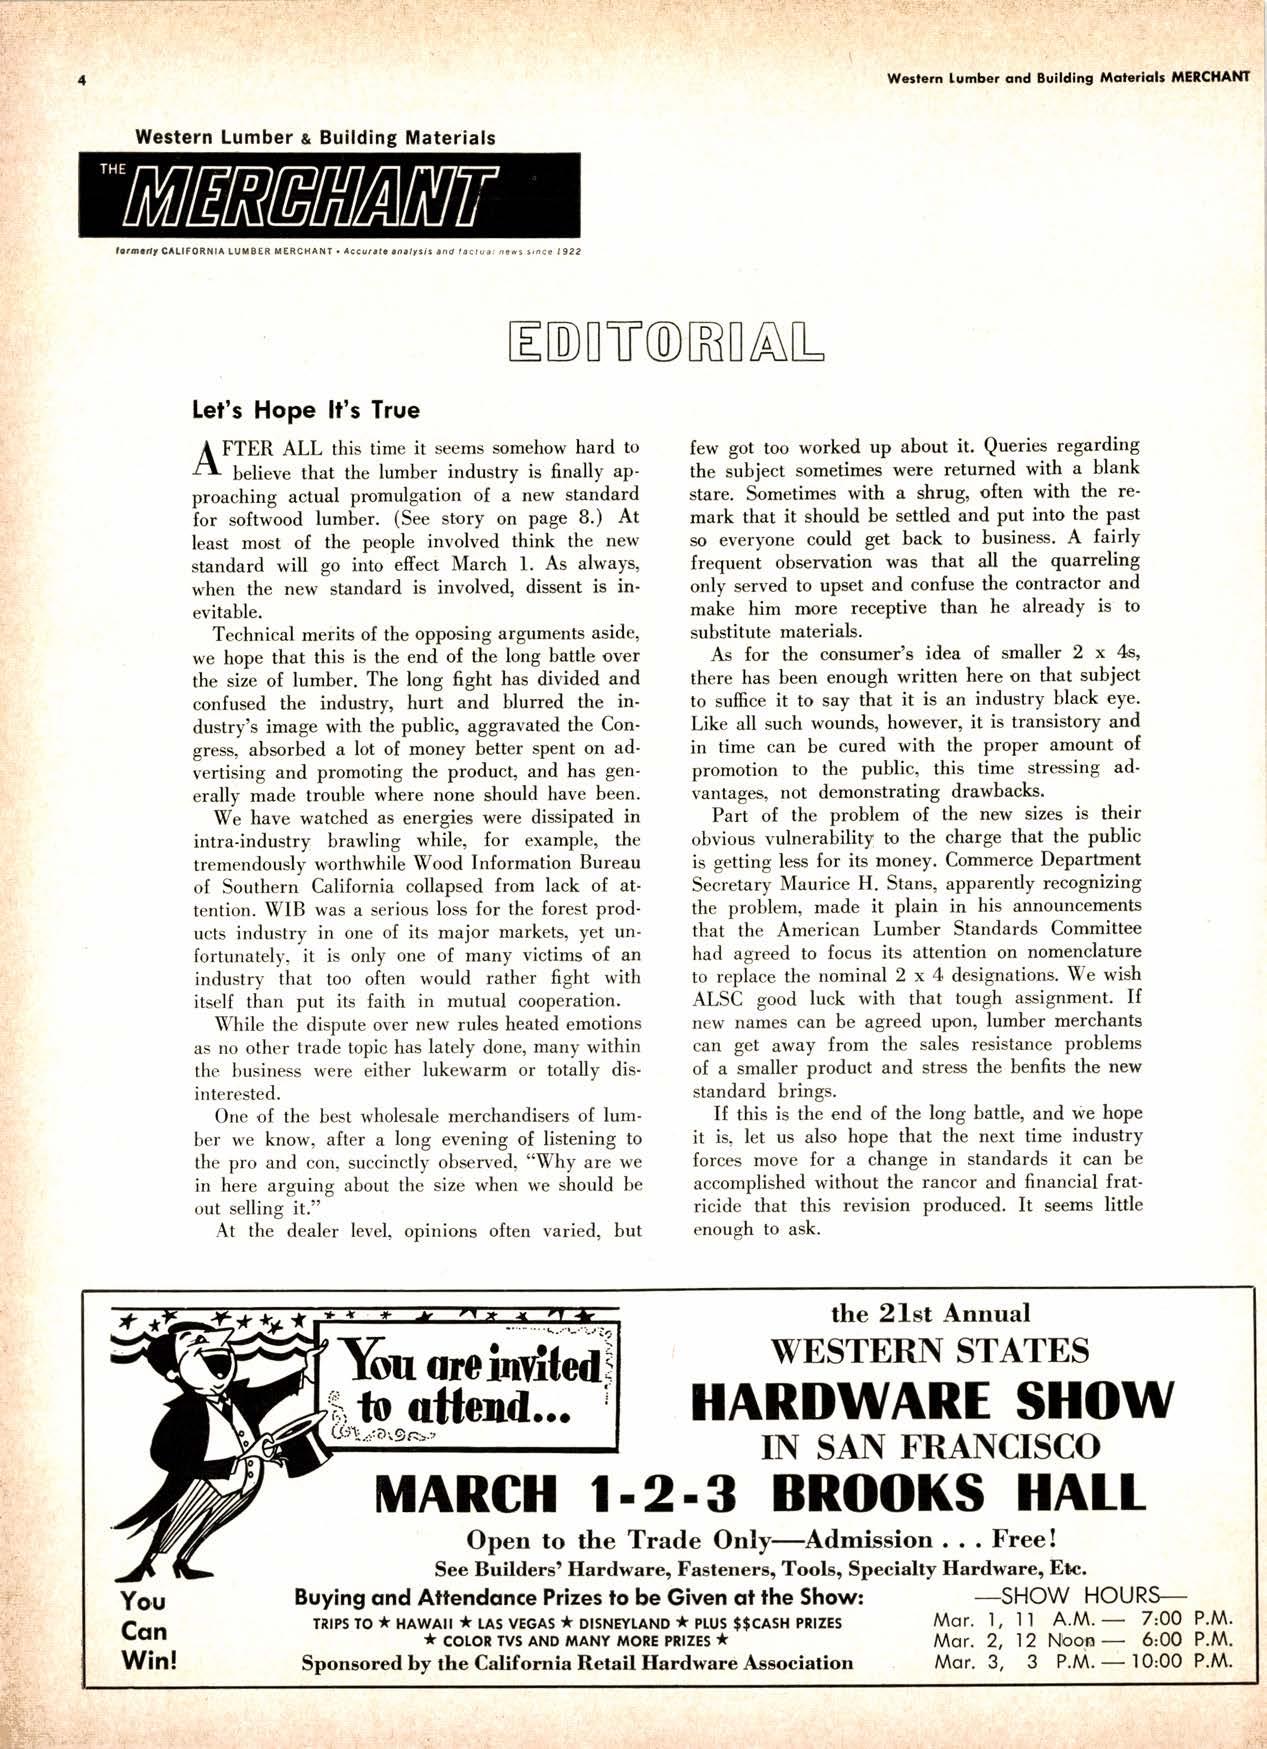 4
Western Lumber and Building Materials MERCHANT
Western Lumber & Building Materials
THE MERCHANT
formerly CALIFORNIA LUMBER MERCHANT • Accurate analysis and factual news since 1922
EDITORIAL
Let's Hope It's True
AFTER ALL this time it seems somehow hard to
believe that the lumber industry is finally ap-
proaching actual promulgation of a new standard
for softwood lumber. (See story on page 8.) At
least most of the people involved think the new
standard will go into effect March 1. As always,
when the new standard is involved, dissent is in-
evitable.
Technical merits of the opposing arguments aside,
we hope that this is the end of the long battle over
the size of lumber. The long fight has divided and
confused the industry, hurt and blurred the in-
dustry's image with the public, aggravated the Con-
gress, absorbed a lot of money better spent on ad-
vertising and promoting the product, and has gen-
erally made trouble where none should have been.
We have watched as energies were dissipated in
intra-industry brawling while, for example, the
tremendously worthwhile Wood Information Bureau
of Southern California collapsed from lack of at-
tention. WIB was a serious loss for the forest prod-
ucts industry in one of its major markets, yet un-
fortunately, it is only one of many victims of an
industry that too often would rather fight with
itself than put its faith in mutual cooperation.
While the dispute over new rules heated emotions
as no other trade topic has lately done, many within
the business were either lukewarm or totally dis-
interested.
One of the best wholesale merchandisers of lum-
ber we know, after a long evening of listening to
the pro and con, succinctly observed, "Why are we
in here arguing about the size when we should be
out selling it."
At the dealer level, opinions often varied, but
few got too worked up about it. Queries regarding
the subject sometimes were returned with a blank
stare. Sometimes with a shrug, often with the re-
mark that it should be settled and put into the past
so everyone could get back to business. A fairly
frequent observation was that all the quarreling
only served to upset and confuse the contractor and
make him more receptive than he already is to
substitute materials.
As for the consumer's idea of smaller 2 x 4s,
there has been enough written here on that subject
to suffice it to say that it is an industry black eye.
Like all such wounds, however, it is transistory and
in time can be cured with the proper amount of
promotion to the public, this time stressing ad-
vantages, not demonstrating drawbacks.
Part of the problem of the new sizes is their
obvious vulnerability to the charge that the public
is getting less for its money. Commerce Department
Secretary Maurice H. Stans, apparently recognizing
the problem, made it plain in his announcements
that the American Lumber Standards Committee
had agreed to focus its attention on nomenclature
to replace the nominal 2 x 4 designations. We wish
ALSC good luck with that tough assignment. If
new names can be agreed upon, lumber merchants
can get away from the sales resistance problems
of a smaller product and stress the benfits the new
standard brings.
If this is the end of the long battle, and we hope
it is, let us also hope that the next time industry
forces move for a change in standards it can be
accomplished without the rancor and financial frat-
ricide that this revision produced. It seems little
enough to ask.
You are invited
to attend...
the 21st Annual
WESTERN STATES
HARDWARE SHOW
IN SAN FRANCISCO
MARCH 1-2-3 BROOKS HALL
Open to the Trade Only—Admission . . . Free!
See Builders' Hardware, Fasteners, Tools, Specialty Hardware, Etc.
You
Can
Win!
Buying and Attendance Prizes to be Given at the Show:
TRIPS TO ★ HAWAII ★ LAS VEGAS ★ DISNEYLAND ★ PLUS $$CASH PRIZES
★ COLOR TVS AND MANY MORE PRIZES ★
Sponsored by the California Retail Hardware Association
—SHOW HOURS—
Mar. 1, 11 A.M. — 7:00 P.M.
Mar. 2, 12 Noon — 6:00 P.M.
Mar. 3, 3 P.M. — 10:00 P.M.